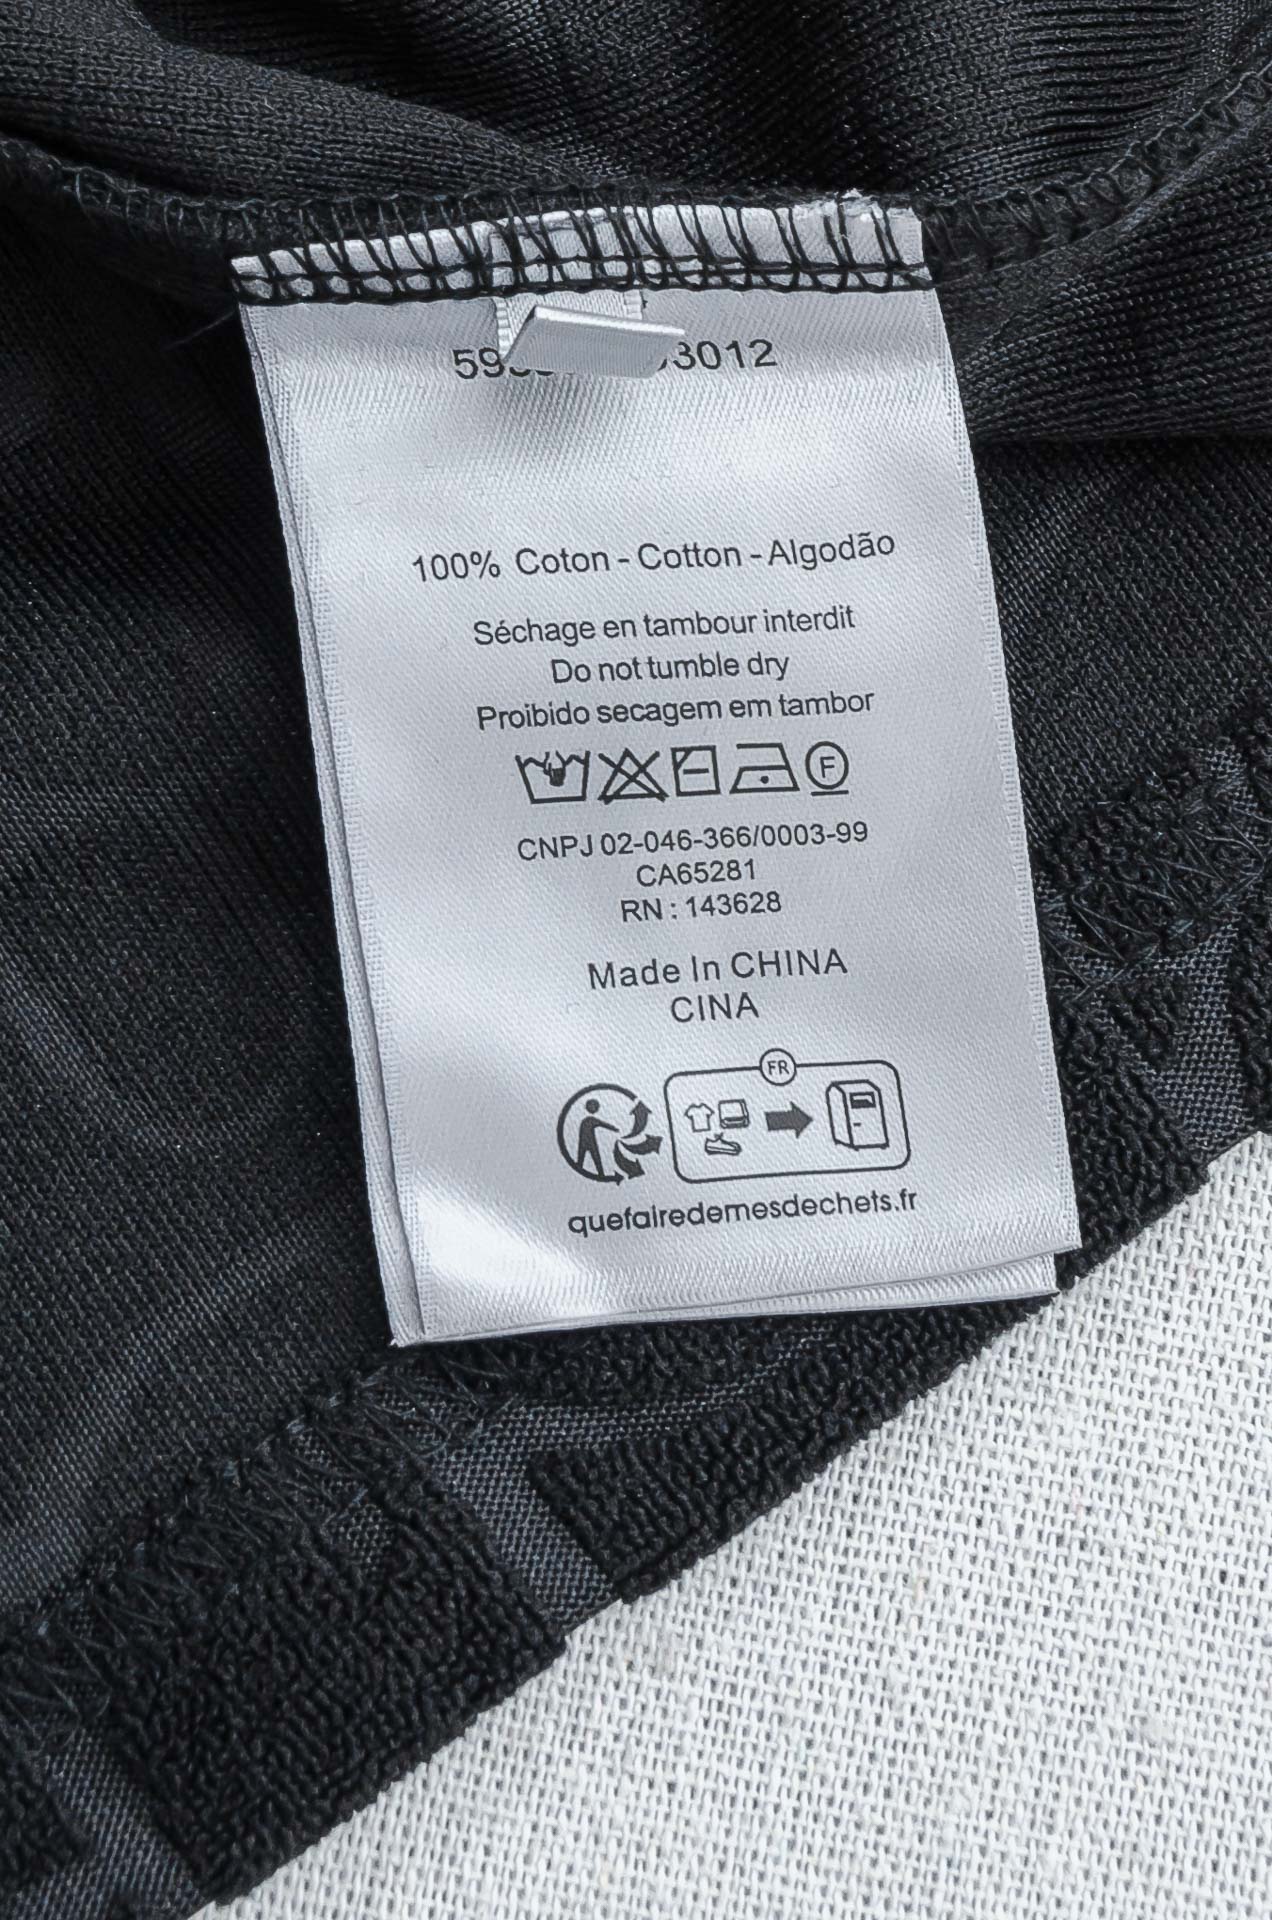 100% Coton - Cotton - Algodão
Séchage en tambour interdit
Do not tumble dry
Proibido secagem em tambor
F
CNPJ 02-046-366/0003-99
CA65281
RN : 143628
Made In CHINA
CINA
FR
quefairedemesdechets.fr